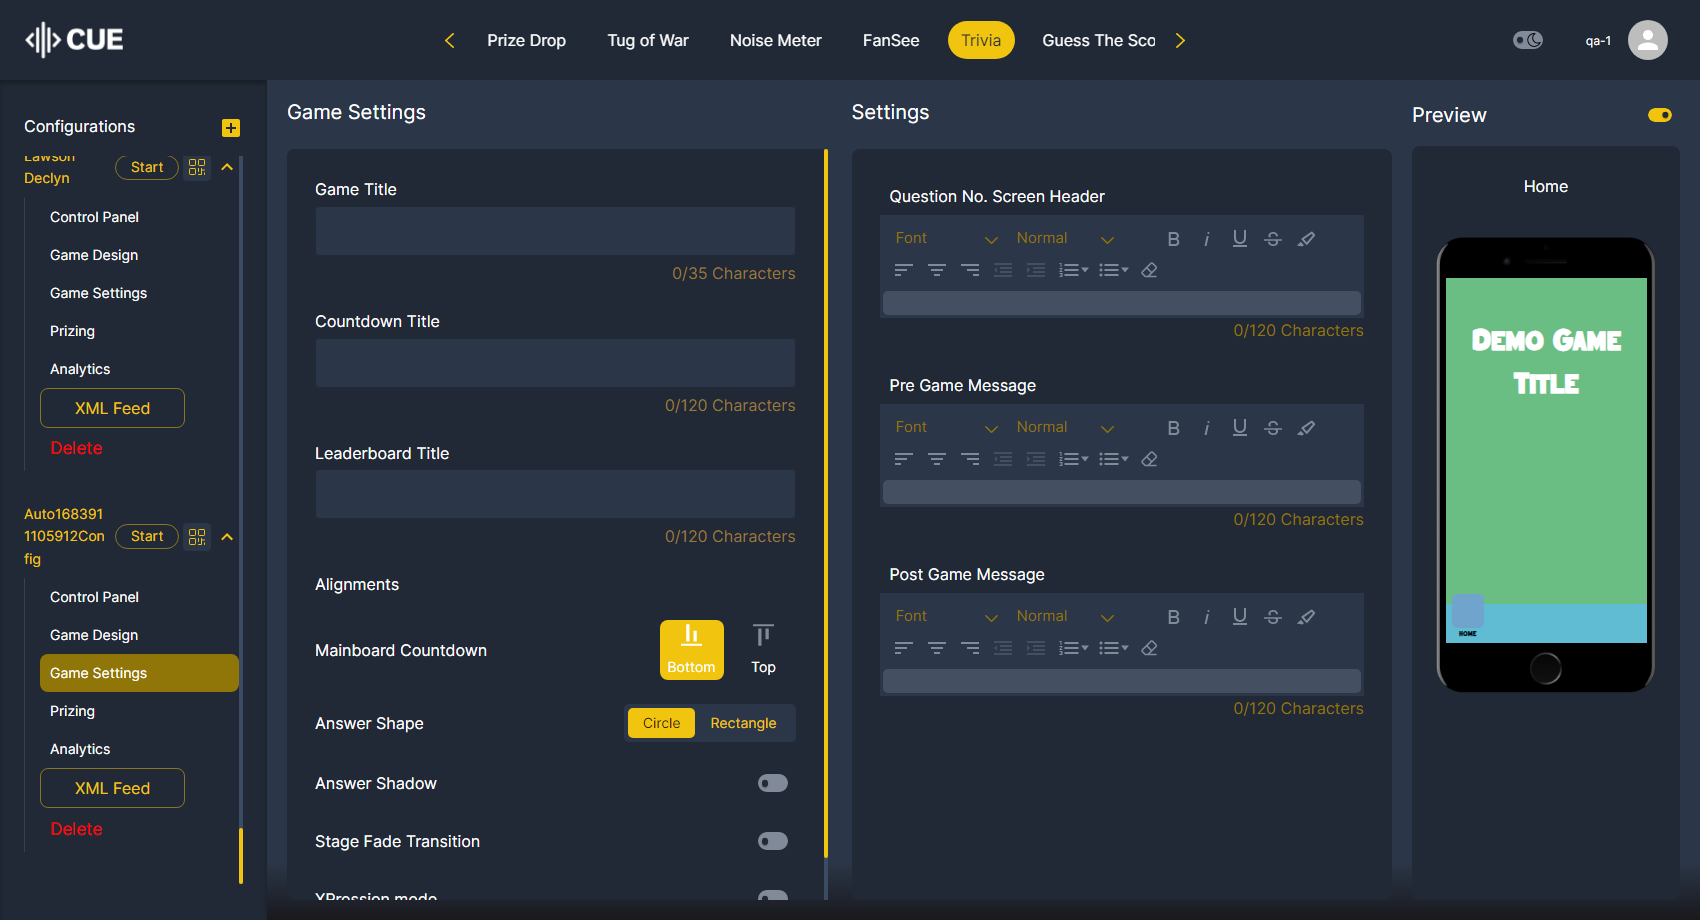 CUE
Prize Drop
Tug of War
Noise Meter
FanSee
Trivia
Guess The Sco
qa-1
Configurations
Lawson
Declyn
Start
Control Panel
Game Design
Game Settings
Prizing
Analytics
XML Feed
Delete
Auto168391
1105912Con
fig
Start
Control Panel
Game Design
Game Settings
Prizing
Analytics
XML Feed
Delete
Game Settings
Game Title
0/35 Characters
Countdown Title
0/120 Characters
Leaderboard Title
0/120 Characters
Alignments
Mainboard Countdown
Bottom
Top
Answer Shape
Circle
Rectangle
Answer Shadow
Stage Fade Transition
XPression mode
Settings
Question No. Screen Header
Font
Normal
0/120 Characters
Pre Game Message
Font
Normal
0/120 Characters
Post Game Message
Font
Normal
0/120 Characters
Preview
Home
Demo Game
Title
HOME